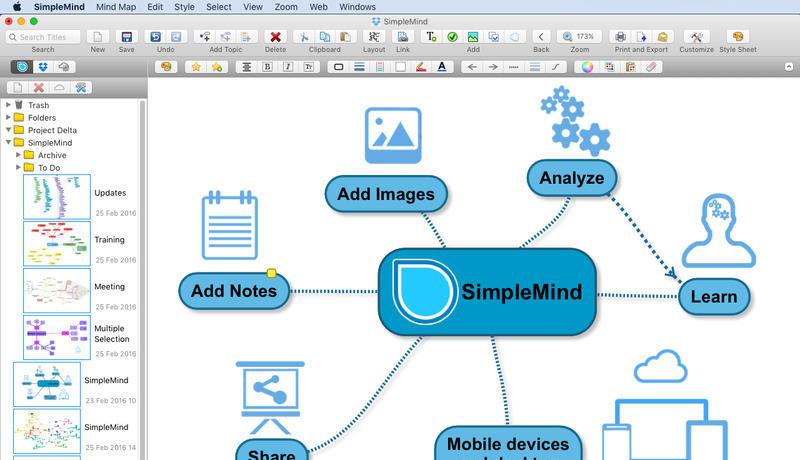 SimpleMind Mind Map Edit Style Select View Zoom Web Windows
SimpleMind
Search Titles
173%
Search New Save Undo Add Topic Delete Clipboard Layout Link Add Back Zoom Print and Export Customize Style Sheet
B I Tr A
Trash
Folders
Project Delta
SimpleMind
Archive
To Do
Updates
25 Feb 2016
Training
25 Feb 2016
Meeting
25 Feb 2016
Multiple
Selection
25 Feb 2016
SimpleMind
23 Feb 2016 10
SimpleMind
25 Feb 2016 14
Add Images
Analyze
Add Notes
SimpleMind
Learn
Share
Mobile devices